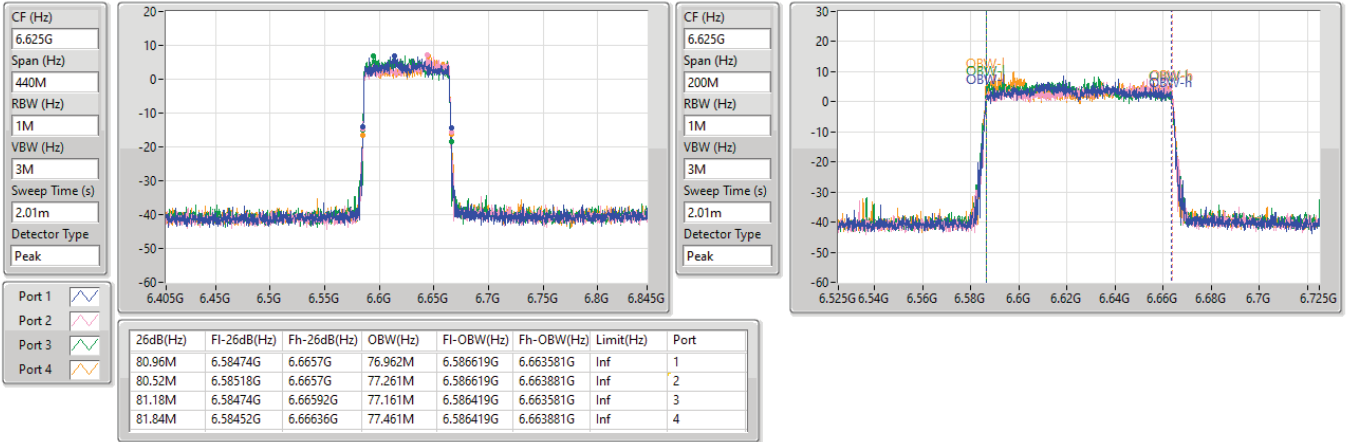 CF (Hz)
6.625G
Span (Hz)
440M
RBW (Hz)
1M
VBW (Hz)
3M
Sweep Time (s)
2.01m
Detector Type
Peak
20
10
0
-10
-20
-30
-40
-50
-60
6.405G 6.45G 6.5G 6.55G 6.6G 6.65G 6.7G 6.75G 6.8G 6.845G
CF (Hz)
6.625G
Span (Hz)
200M
RBW (Hz)
1M
VBW (Hz)
3M
Sweep Time (s)
2.01m
Detector Type
Peak
30
20
10
0
-10
-20
-30
-40
-50
-60
OBW-l
OBW-h
6.525G 6.54G 6.56G 6.58G 6.6G 6.62G 6.64G 6.66G 6.68G 6.7G 6.725G
Port 1
Port 2
Port 3
Port 4
26dB(Hz) Fl-26dB(Hz) Fh-26dB(Hz) OBW(Hz) Fl-OBW(Hz) Fh-OBW(Hz) Limit(Hz) Port
80.96M 6.58474G 6.6657G 76.962M 6.586619G 6.663581G Inf 1
80.52M 6.58518G 6.6657G 77.261M 6.586619G 6.663881G Inf 2
81.18M 6.58474G 6.66592G 77.161M 6.586419G 6.663581G Inf 3
81.84M 6.58452G 6.66636G 77.461M 6.586419G 6.663881G Inf 4